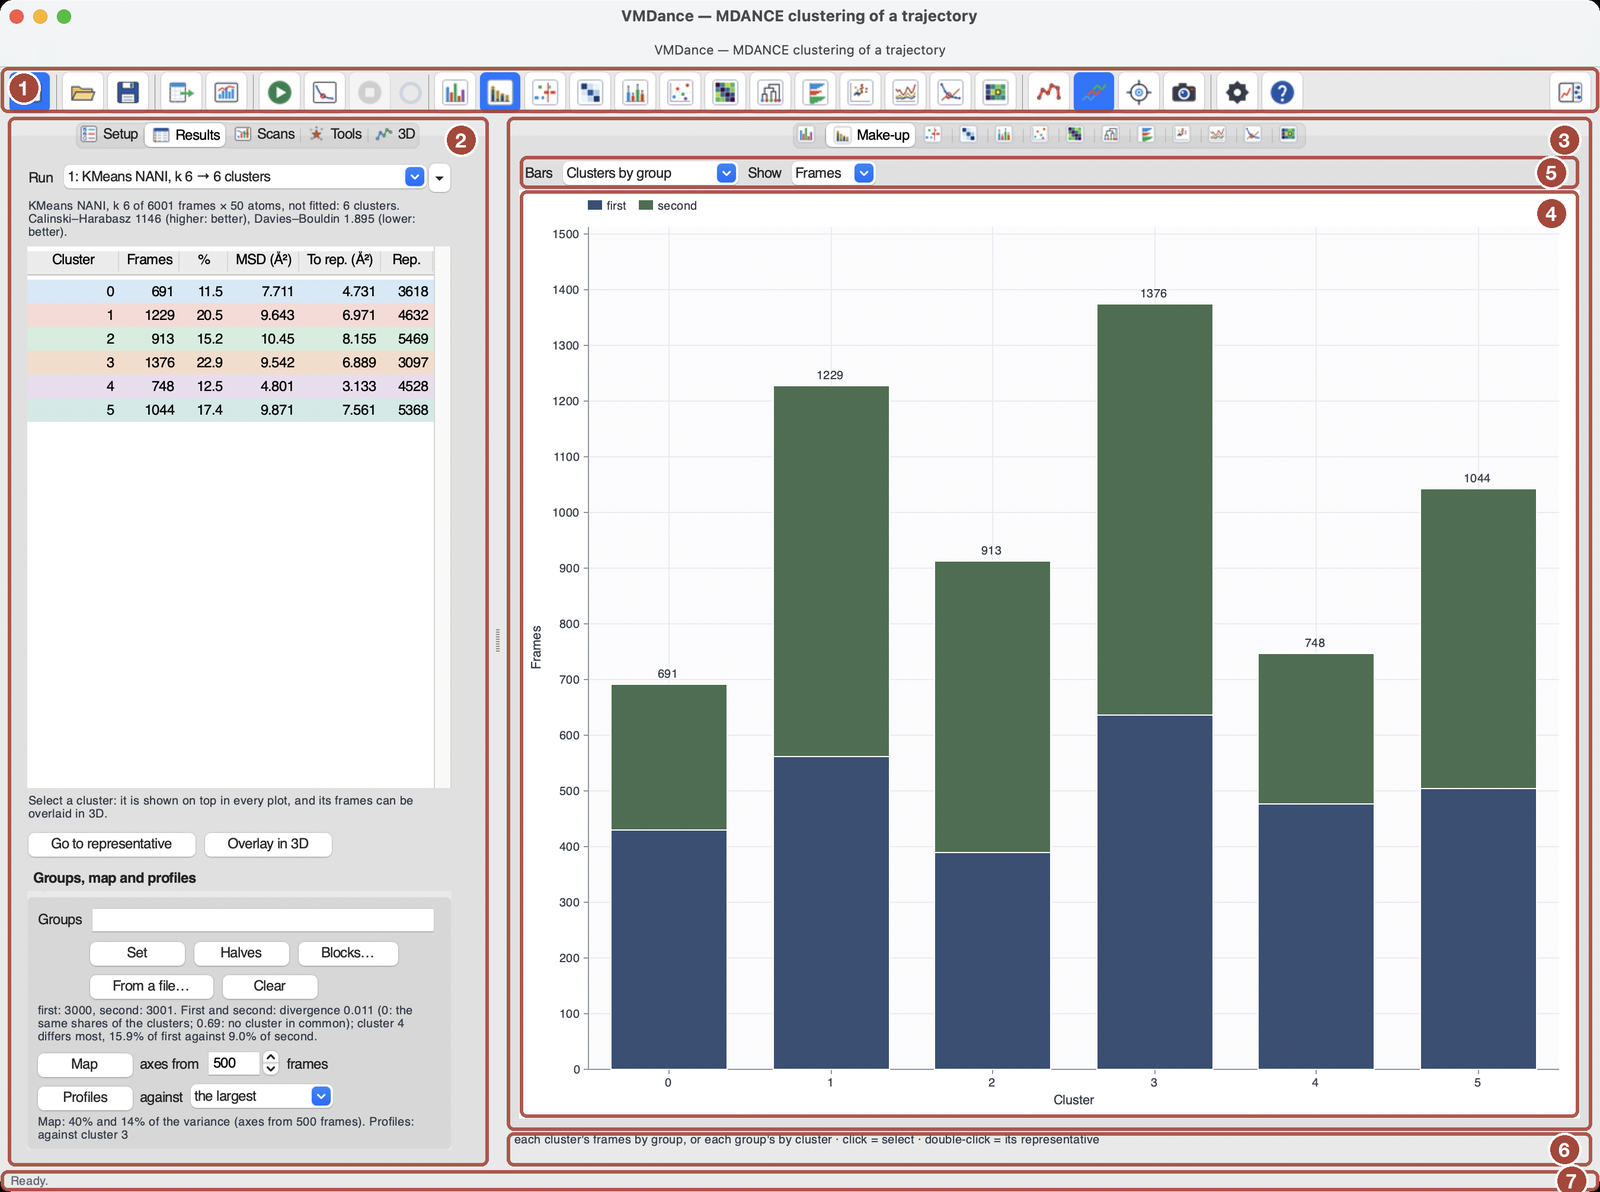 VMDance — MDANCE clustering of a trajectory
VMDance — MDANCE clustering of a trajectory
1
Setup Results Scans Tools 3D 2
Run 1: KMeans NANI, k 6 → 6 clusters
KMeans NANI, k 6 of 6001 frames × 50 atoms, not fitted: 6 clusters.
Calinski–Harabasz 1146 (higher: better), Davies–Bouldin 1.895 (lower:
better).
Cluster Frames % MSD (Å²) To rep. (Å²) Rep.
0 691 11.5 7.711 4.731 3618
1 1229 20.5 9.643 6.971 4632
2 913 15.2 10.45 8.155 5469
3 1376 22.9 9.542 6.889 3097
4 748 12.5 4.801 3.133 4528
5 1044 17.4 9.871 7.561 5368
Select a cluster: it is shown on top in every plot, and its frames can be
overlaid in 3D.
Go to representative Overlay in 3D
Groups, map and profiles
Groups
Set Halves Blocks…
From a file… Clear
first: 3000, second: 3001. First and second: divergence 0.011 (0: the
same shares of the clusters; 0.69: no cluster in common); cluster 4
differs most, 15.9% of first against 9.0% of second.
Map axes from 500 frames
Profiles against the largest
Map: 40% and 14% of the variance (axes from 500 frames). Profiles:
against cluster 3
Make-up 3
Bars Clusters by group Show Frames 5
first second 4
1500
1400
1300
1200
1100
1000
900
800
700
600
500
400
300
200
100
0
Frames
691
1229
913
1376
748
1044
0 1 2 3 4 5
Cluster
each cluster's frames by group, or each group's by cluster · click = select · double-click = its representative
6
Ready. 7